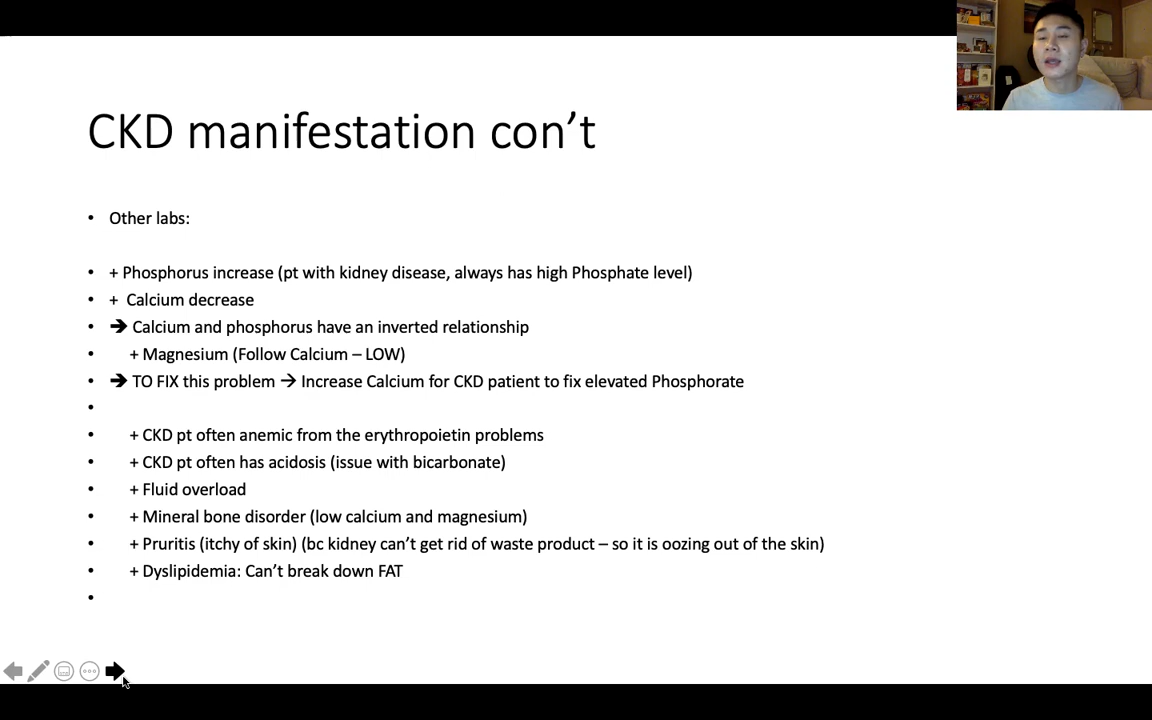 CKD manifestation con’t
• Other labs:
• + Phosphorus increase (pt with kidney disease, always has high Phosphate level)
• +  Calcium decrease
• 🡺 Calcium and phosphorus have an inverted relationship
• + Magnesium (Follow Calcium – LOW)
• 🡺 TO FIX this problem → Increase Calcium for CKD patient to fix elevated Phosphorate
•
• + CKD pt often anemic from the erythropoietin problems
• + CKD pt often has acidosis (issue with bicarbonate)
• + Fluid overload
• + Mineral bone disorder (low calcium and magnesium)
• + Pruritis (itchy of skin) (bc kidney can’t get rid of waste product – so it is oozing out of the skin)
• + Dyslipidemia: Can’t break down FAT
•